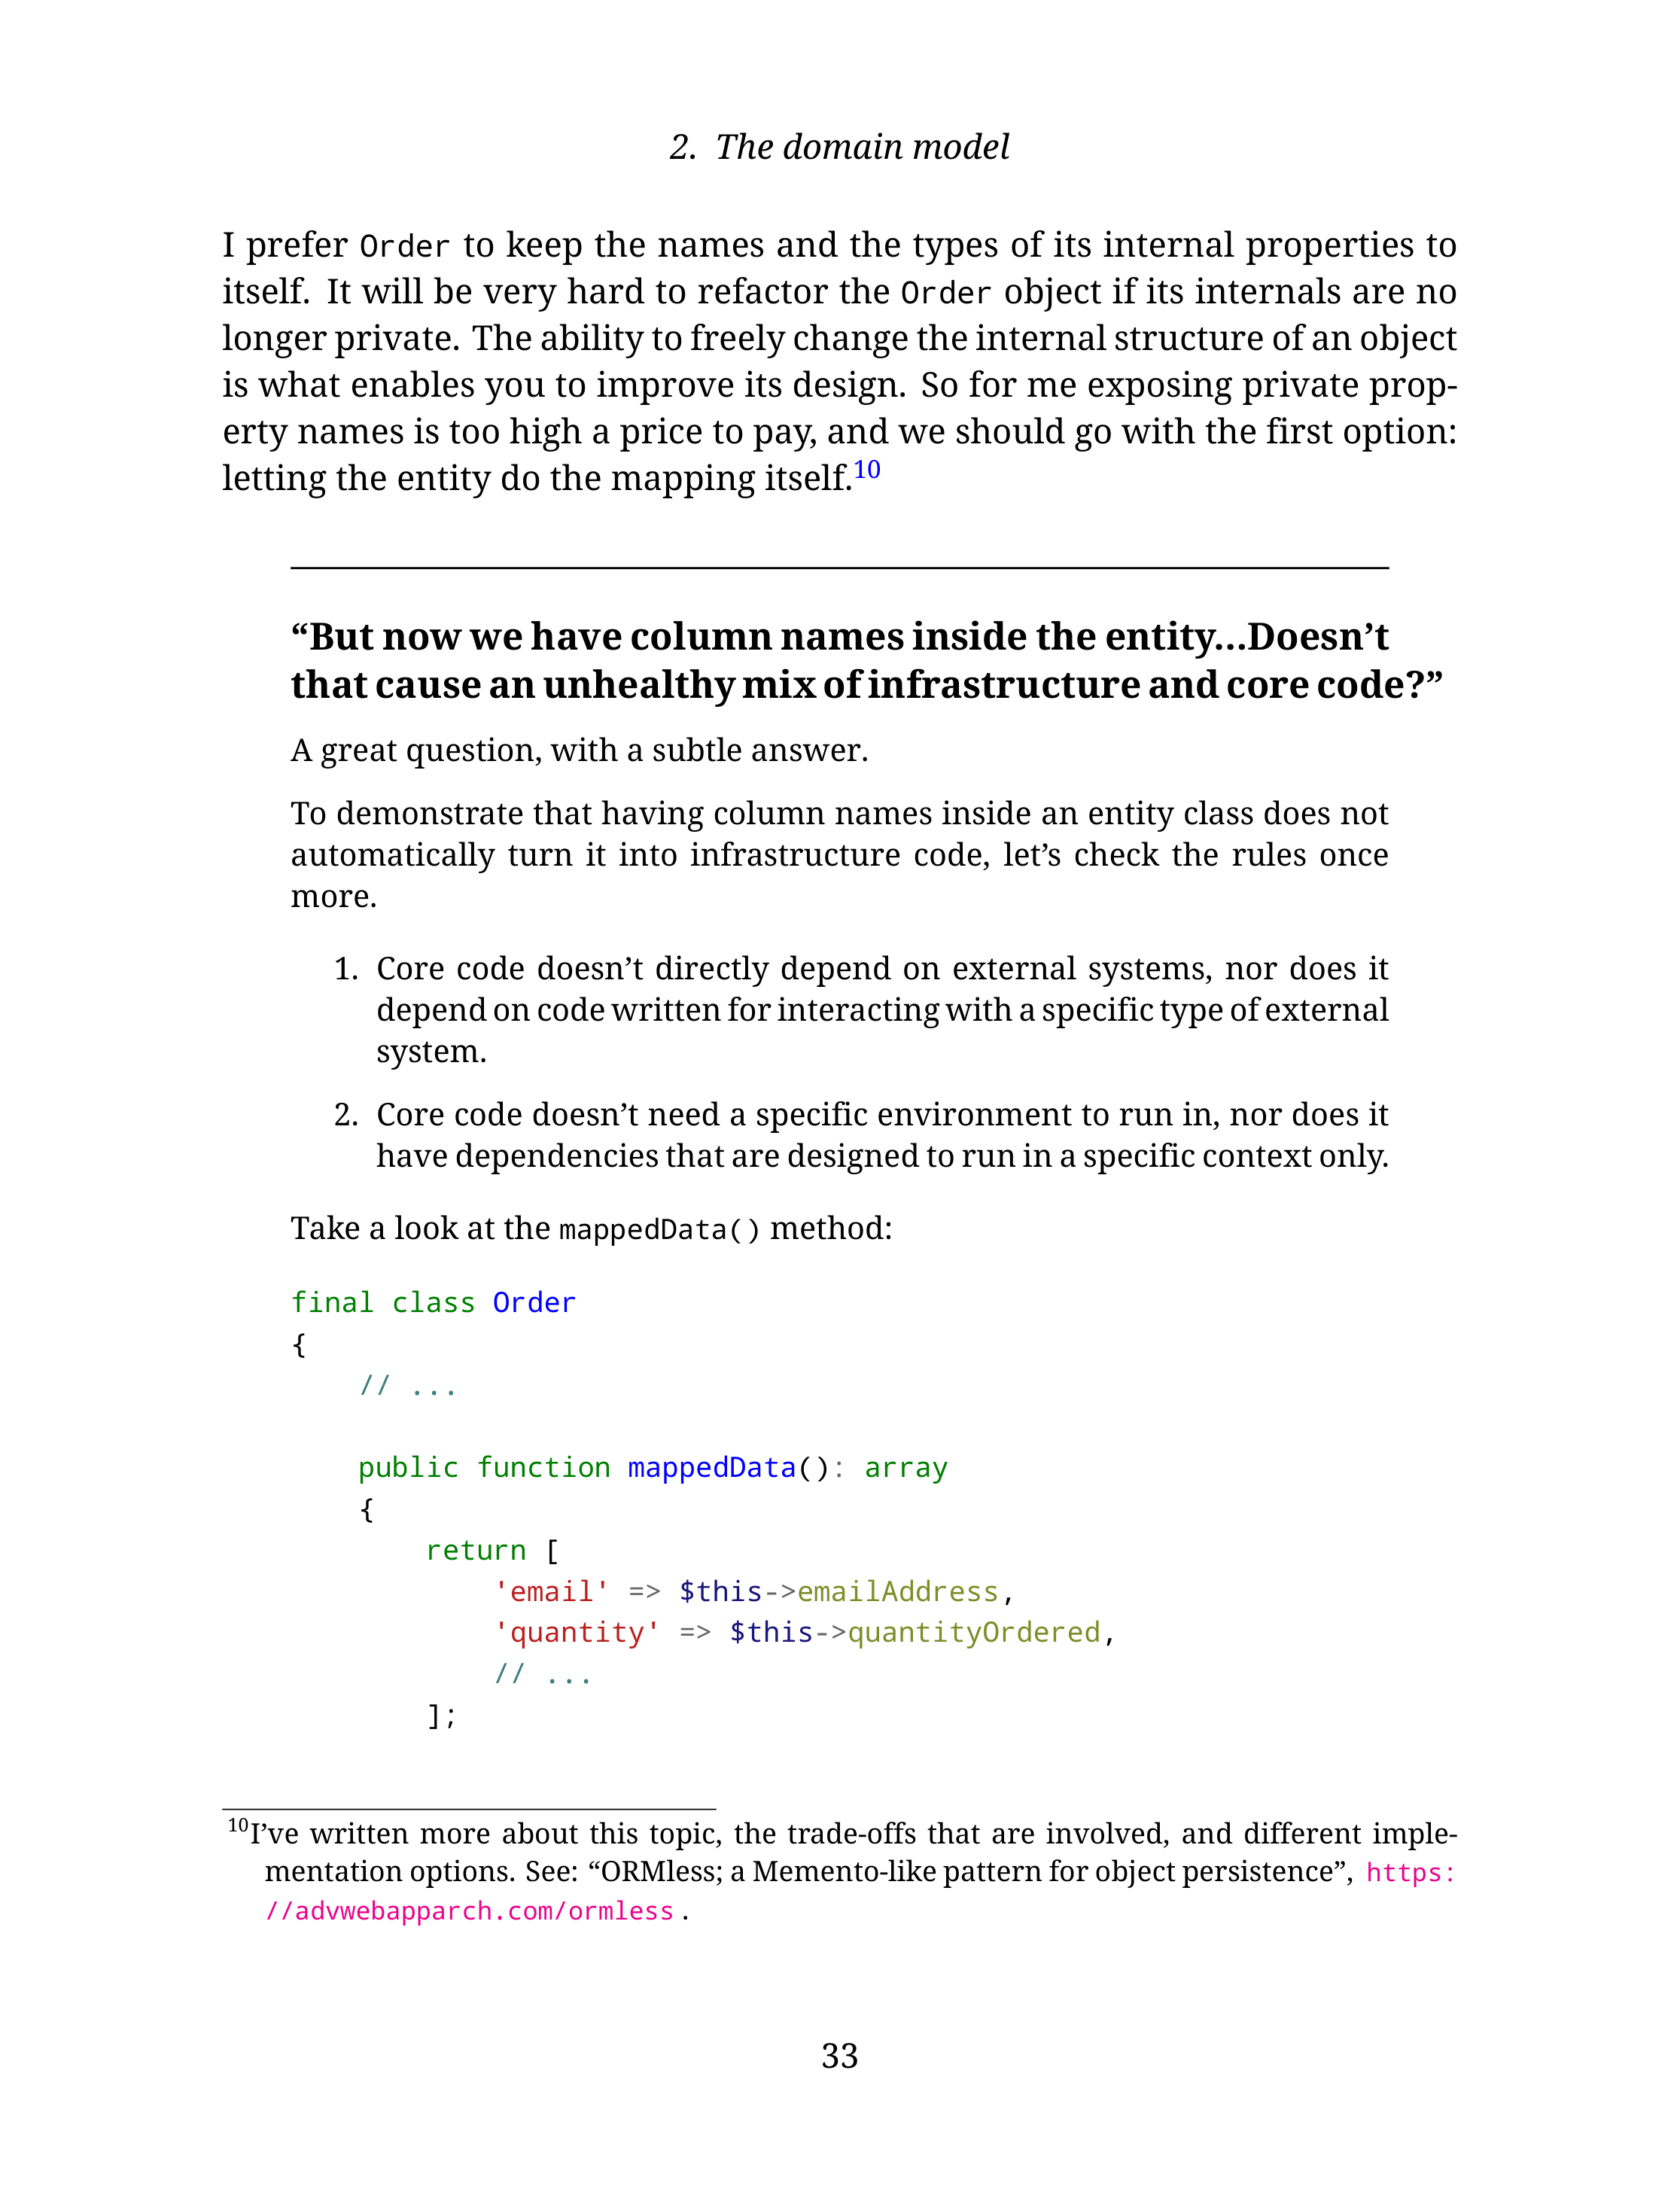 2. The domain model
I prefer Order to keep the names and the types of its internal properties to
itself. It will be very hard to refactor the Order object if its internals are no
longer private. The ability to freely change the internal structure of an object
is what enables you to improve its design. So for me exposing private prop-
erty names is too high a price to pay, and we should go with the first option:
letting the entity do the mapping itself.10
“But now we have column names inside the entity...Doesn’t
that cause an unhealthy mix of infrastructure and core code?”
A great question, with a subtle answer.
To demonstrate that having column names inside an entity class does not
automatically turn it into infrastructure code, let’s check the rules once
more.
1. Core code doesn’t directly depend on external systems, nor does it
depend on code written for interacting with a specific type of external
system.
2. Core code doesn’t need a specific environment to run in, nor does it
have dependencies that are designed to run in a specific context only.
Take a look at the mappedData() method:
final class Order
{
    // ...
    public function mappedData(): array
    {
        return [
            'email' => $this->emailAddress,
            'quantity' => $this->quantityOrdered,
            // ...
        ];
10I’ve written more about this topic, the trade-offs that are involved, and different imple-
mentation options. See: “ORMless; a Memento-like pattern for object persistence”, https:
//advwebapparch.com/ormless .
33